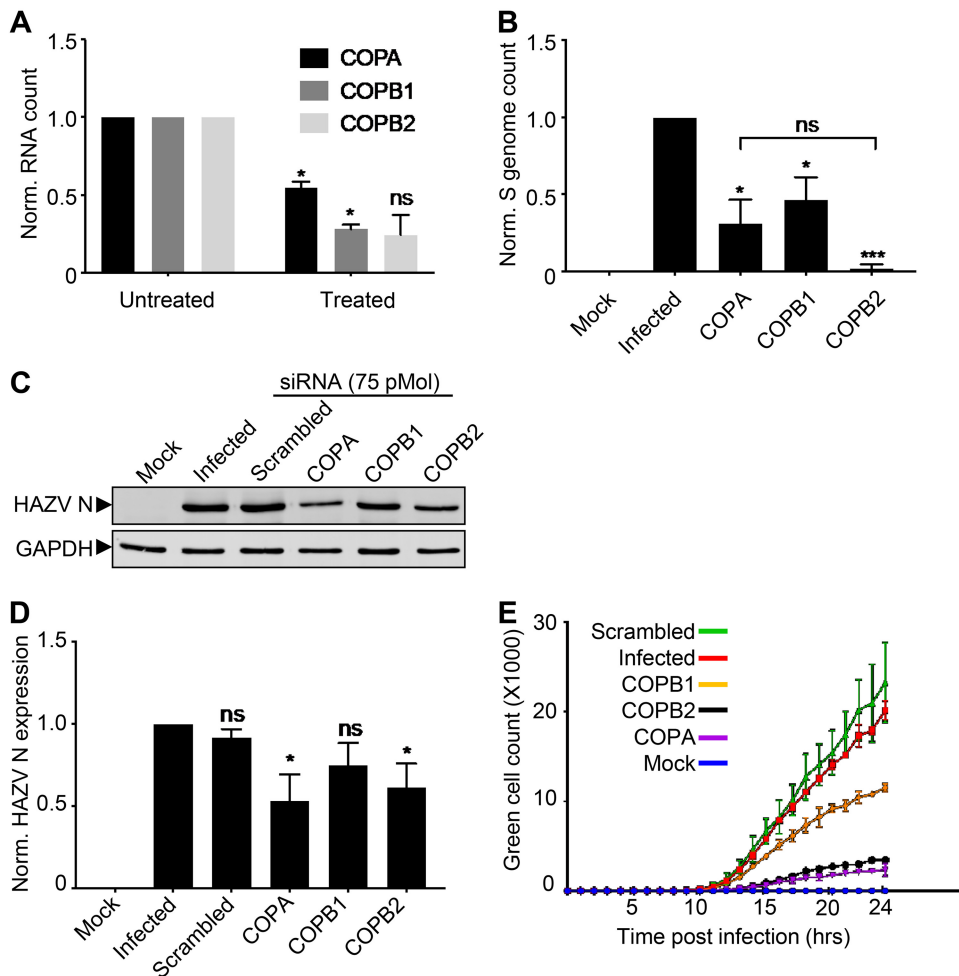 A
Norm. RNA count
1.5
1.0
0.5
0
COPA
COPB1
COPB2
*
*
ns
Untreated
Treated
B
Norm. S genome count
1.5
1.0
0.5
0
ns
*
*
***
Mock
Infected
COPA
COPB1
COPB2
C
siRNA (75 pMol)
Mock
Infected
Scrambled
COPA
COPB1
COPB2
HAZV N
GAPDH
D
Norm. HAZV N expression
1.5
1.0
0.5
0
ns
*
ns
*
Mock
Infected
Scrambled
COPA
COPB1
COPB2
E
Green cell count (X1000)
30
20
10
0
Scrambled
Infected
COPB1
COPB2
COPA
Mock
5
10
15
20
24
Time post infection (hrs)